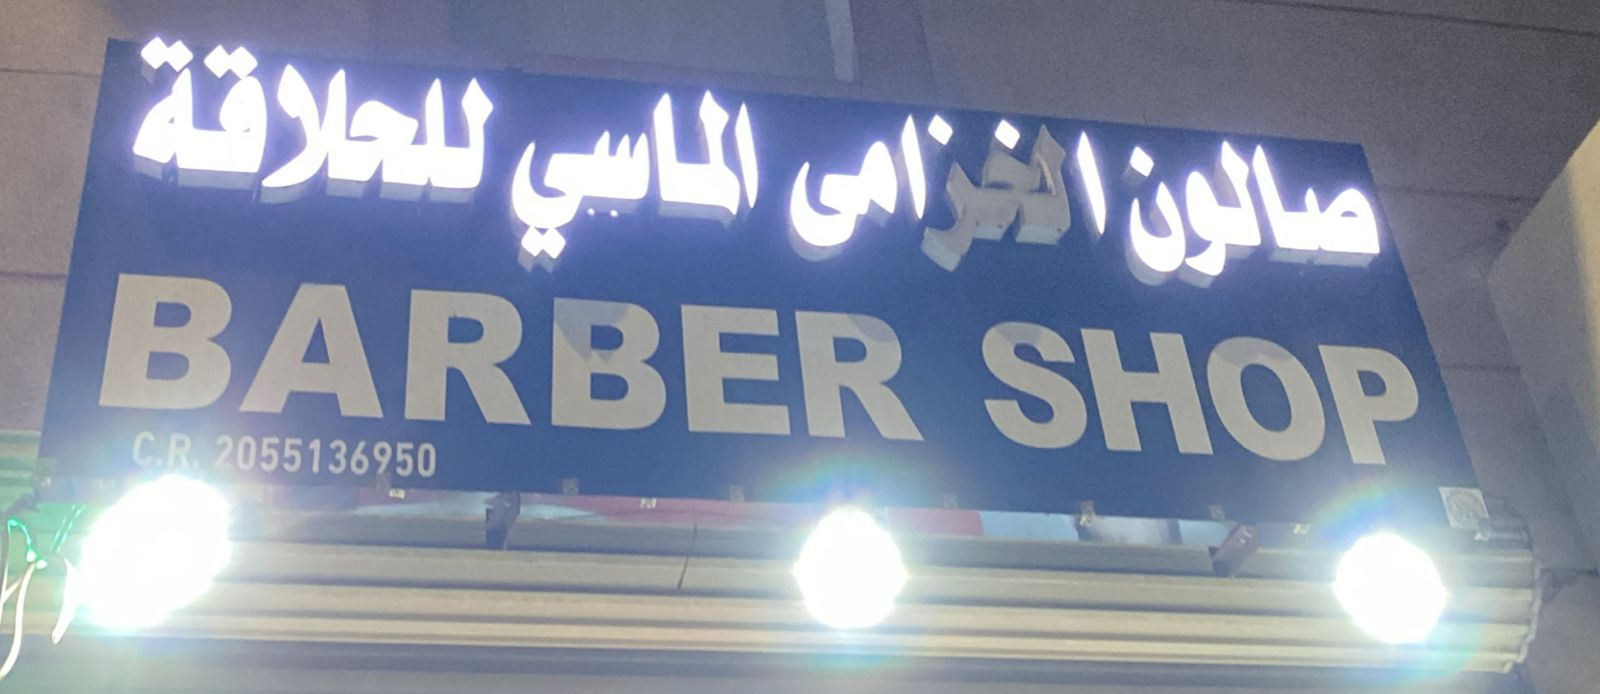 صالون الخزامى الماسي للحلاقة
BARBER SHOP
C.R. 2055136950